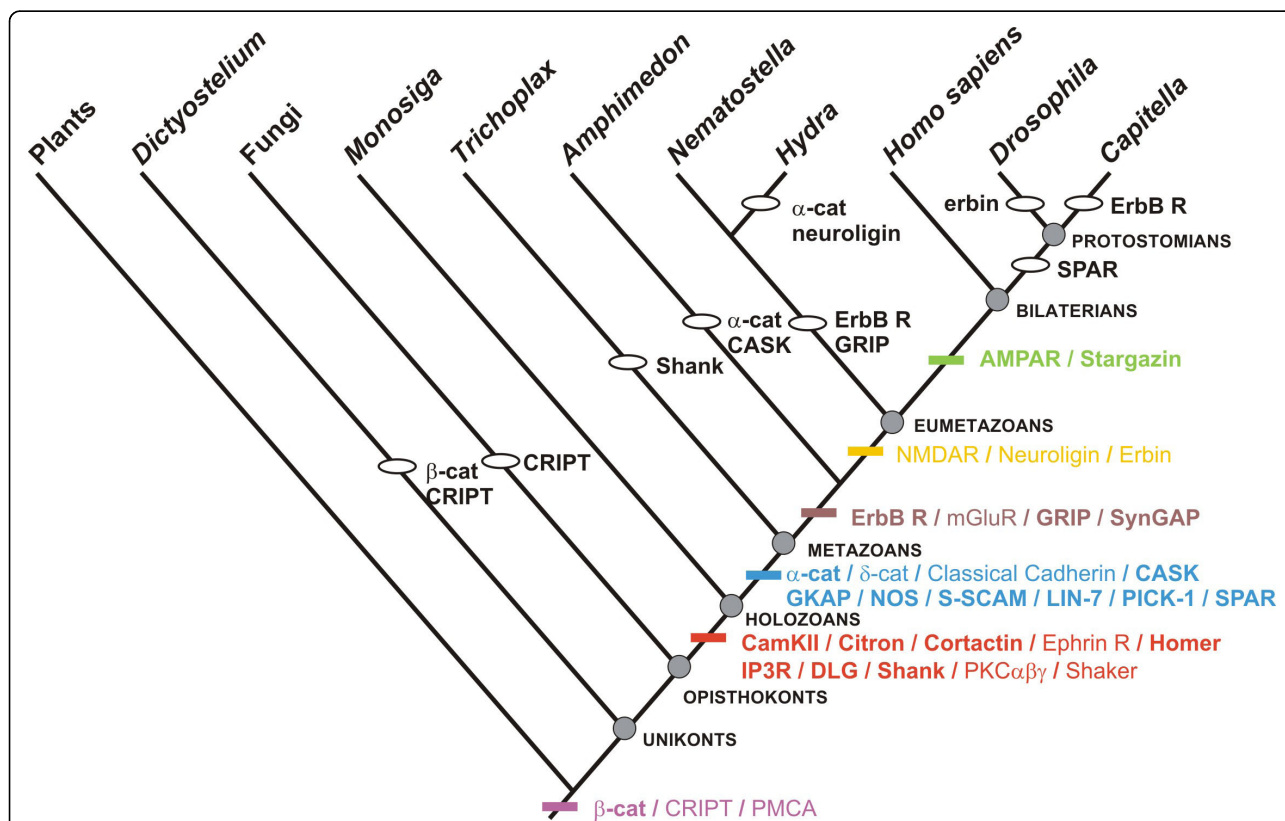 Plants
Dictyostelium
Fungi
Monosiga
Trichoplax
Amphimedon
Nematostella
Hydra
Homo sapiens
Drosophila
Capitella
α-cat
neuroligin
erbin
ErbB R
PROTOSTOMIANS
SPAR
BILATERIANS
α-cat
CASK
ErbB R
GRIP
Shank
AMPAR / Stargazin
EUMETAZOANS
NMDAR / Neuroligin / Erbin
β-cat
CRIPT
CRIPT
ErbB R / mGluR / GRIP / SynGAP
METAZOANS
α-cat / δ-cat / Classical Cadherin / CASK
GKAP / NOS / S-SCAM / LIN-7 / PICK-1 / SPAR
HOLOZOANS
CamKII / Citron / Cortactin / Ephrin R / Homer
IP3R / DLG / Shank / PKCαβγ / Shaker
OPISTHOKONTS
UNIKONTS
β-cat / CRIPT / PMCA